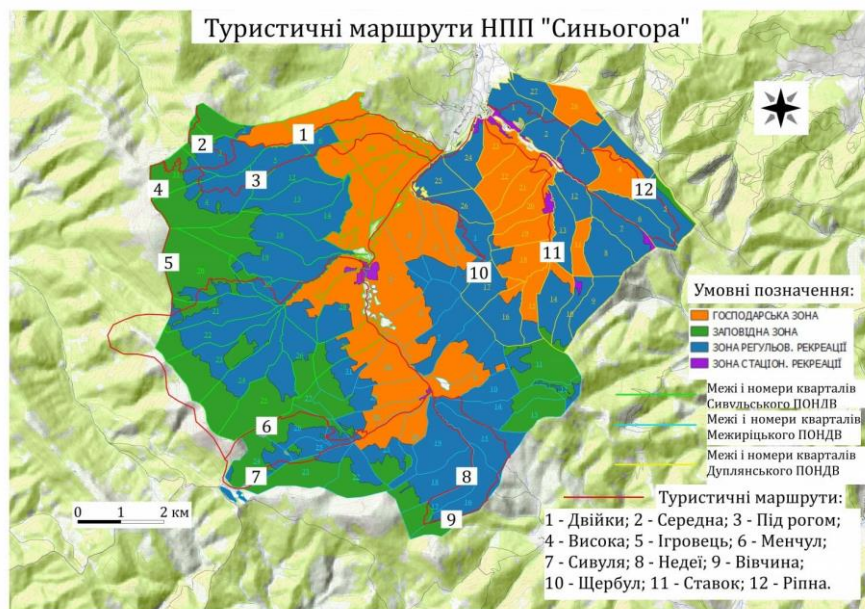 Туристичні маршрути НПП "Синьогора"
1
2
3
4
5
6
7
8
9
10
11
12
0 1 2 км
Умовні позначення:
ГОСПОДАРСЬКА ЗОНА
ЗАПОВІДНА ЗОНА
ЗОНА РЕГУЛЬОВ. РЕКРЕАЦІЇ
ЗОНА СТАЦІОН. РЕКРЕАЦІЇ
Межі і номери кварталів
Сивульського ПОНДВ
Межі і номери кварталів
Межиріцького ПОНДВ
Межі і номери кварталів
Дуплянського ПОНДВ
Туристичні маршрути:
1 - Двійки; 2 - Середна; 3 - Під рогом;
4 - Висока; 5 - Ігровець; 6 - Менчул;
7 - Сивуля; 8 - Недеї; 9 - Вівчина;
10 - Щербул; 11 - Ставок; 12 - Ріпна.